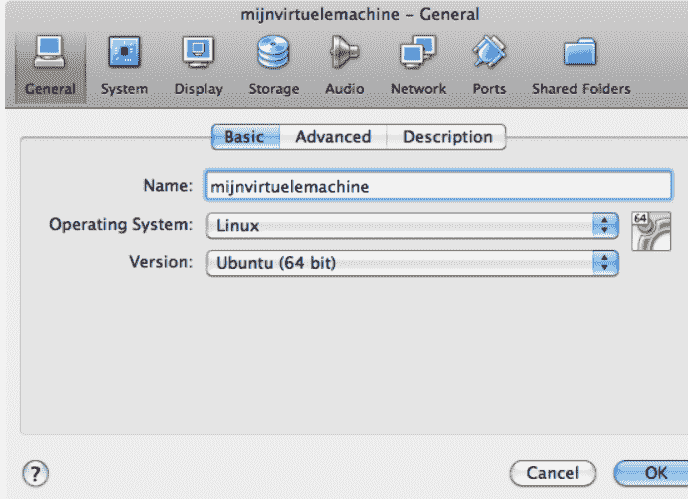 mijnvirtuelemachine – General
General System Display Storage Audio Network Ports Shared Folders
Basic Advanced Description
Name: mijnvirtuelemachine
Operating System: Linux 64
Version: Ubuntu (64 bit)
? Cancel OK